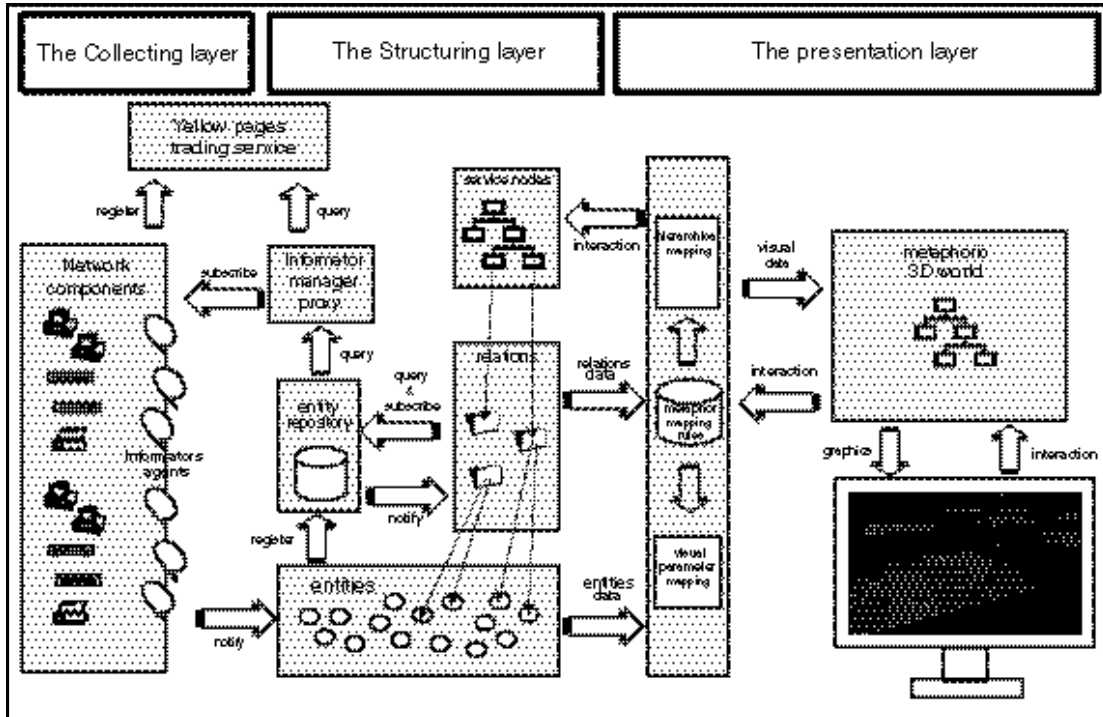 The Collecting layer
The Structuring layer
The presentation layer
Yellow pages
trading service
register
query
Network
components
subscribe
Informator
manager
proxy
query
Informators
agents
entity
repository
query
&
subscribe
notify
register
notify
entities
service nodes
relations
interaction
relations
data
entities
data
hierarchies
mapping
metaphor
mapping
rules
visual
parameter
mapping
visual
data
interaction
metaphoric
3D world
graphics
interaction